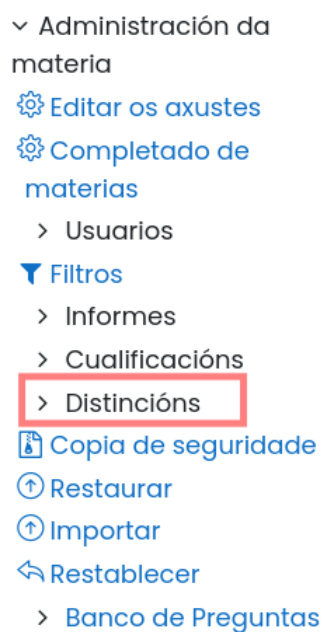 Administración da
materia
Editar os axustes
Completado de
materias
Usuarios
Filtros
Informes
Cualificacións
Distincións
Copia de seguridade
Restaurar
Importar
Restablecer
Banco de Preguntas